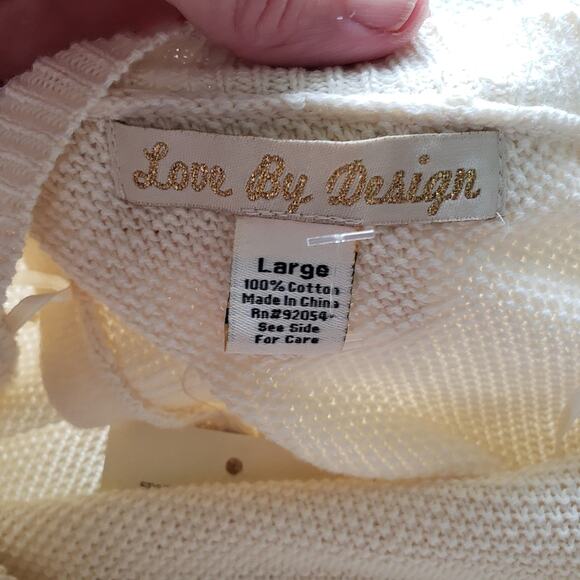 Love By Design
Large
100% Cotton
Made In China
Rn#92054
See Side
For Care